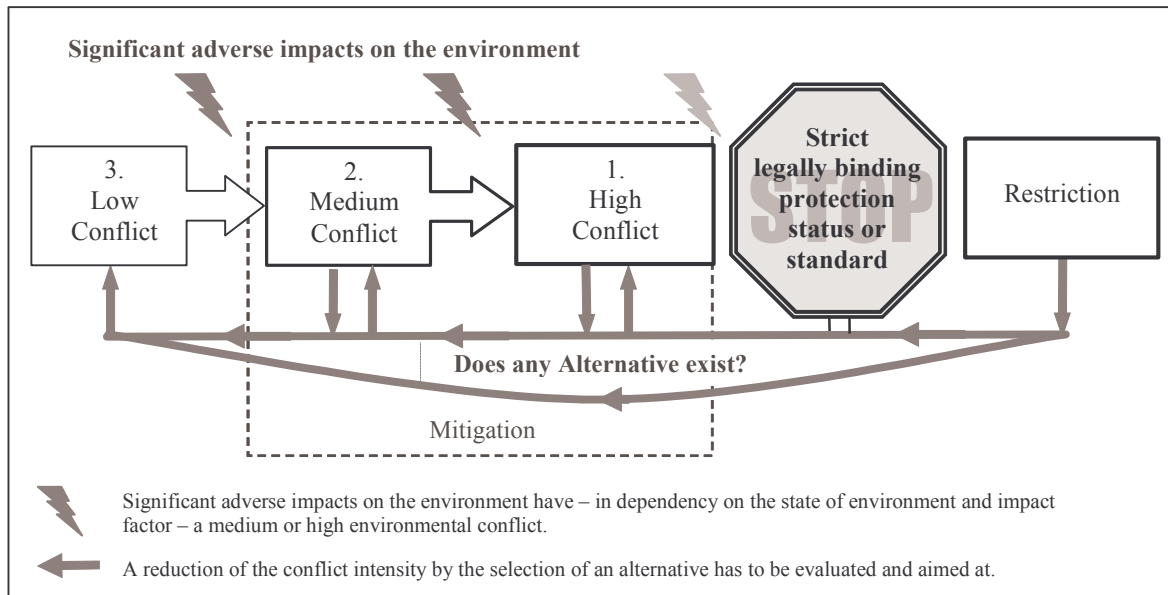 Significant adverse impacts on the environment
3.
Low
Conflict
2.
Medium
Conflict
1.
High
Conflict
STOP
Strict
legally binding
protection
status or
standard
Restriction
Does any Alternative exist?
Mitigation
Significant adverse impacts on the environment have – in dependency on the state of environment and impact
factor – a medium or high environmental conflict.
A reduction of the conflict intensity by the selection of an alternative has to be evaluated and aimed at.